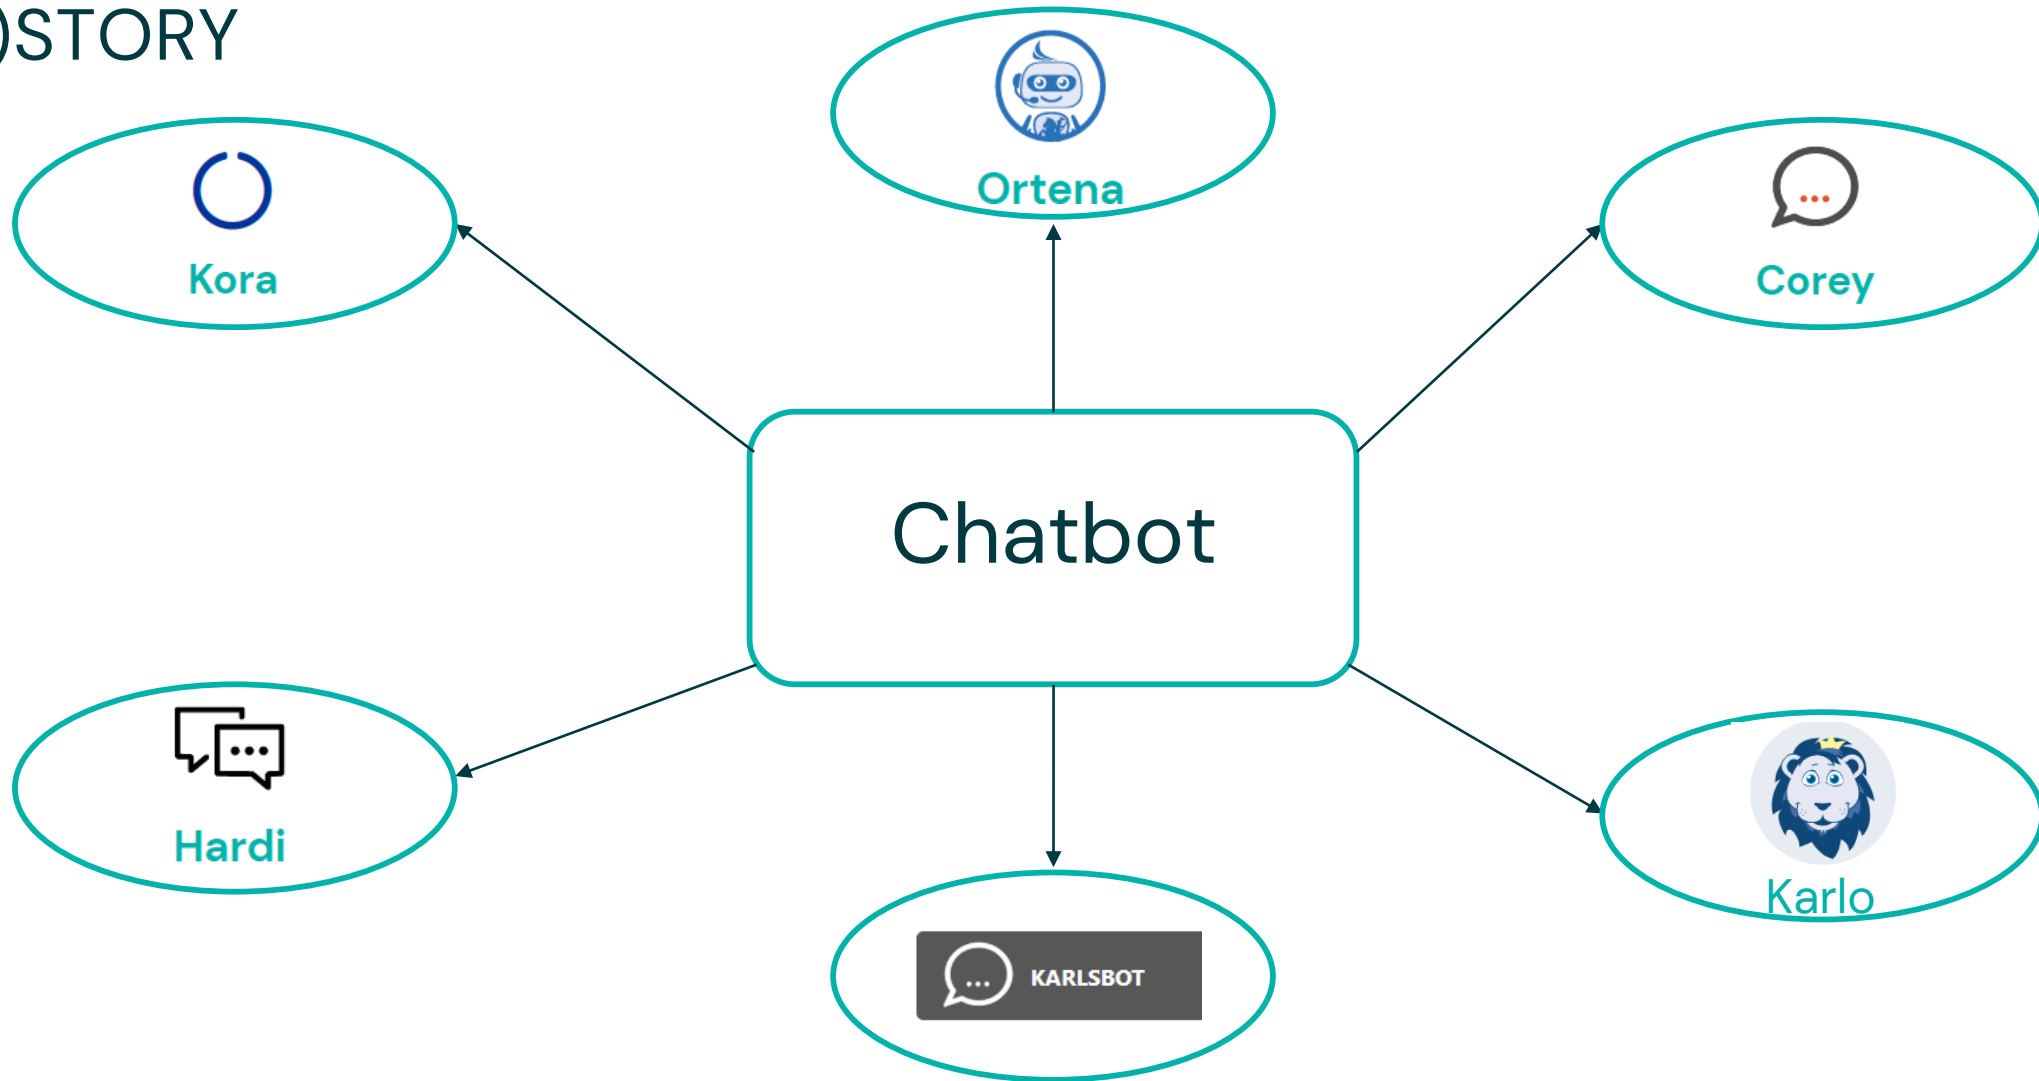 )STORY
Ortena
Kora
Corey
Chatbot
Hardi
Karlo
KARLSBOT